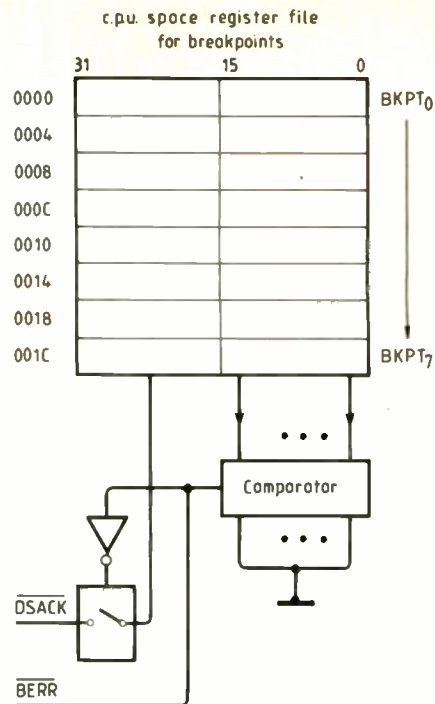 c.p.u. space register file
for breakpoints
31 15 0
0000 BKPT0
0004
0008
000C
0010
0014
0018
001C BKPT7
Comparator
DSACK
BERR